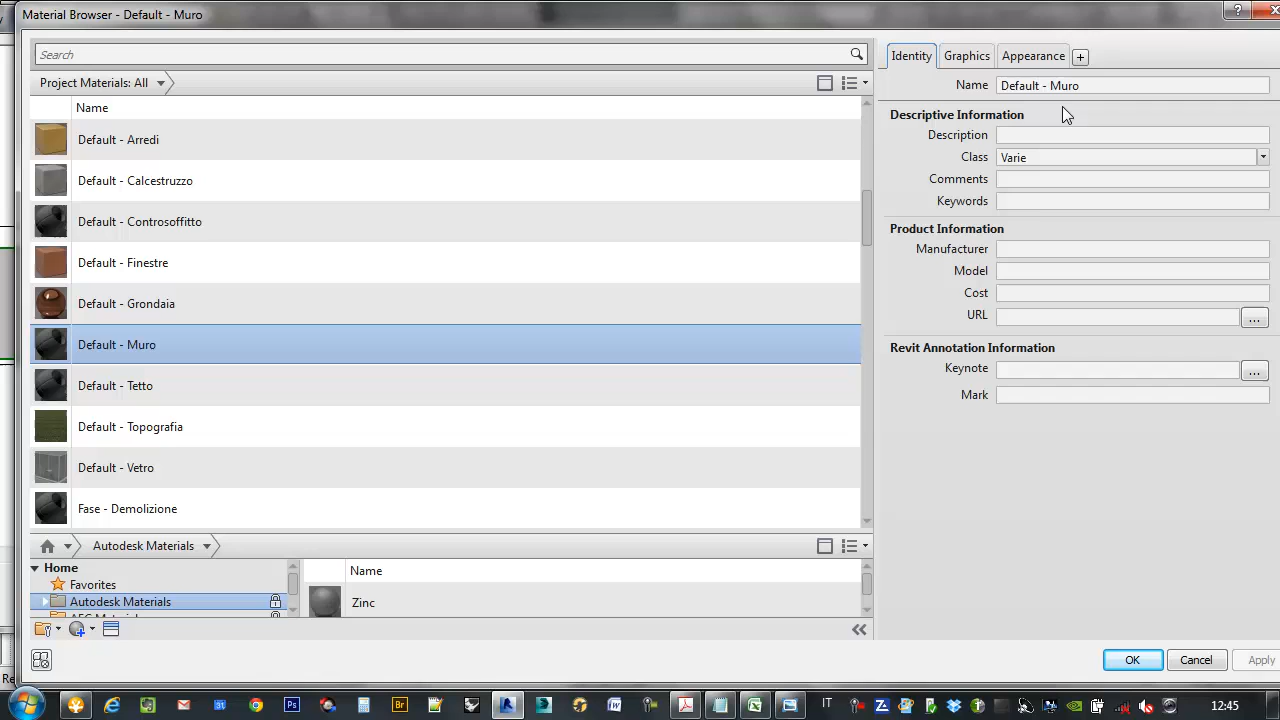 Material Browser - Default - Muro
?
Search
Project Materials: All
Name
Default - Arredi
Default - Calcestruzzo
Default - Controsoffitto
Default - Finestre
Default - Grondaia
Default - Muro
Default - Tetto
Default - Topografia
Default - Vetro
Fase - Demolizione
Autodesk Materials
Home
Favorites
Autodesk Materials
Name
Zinc
Identity
Graphics
Appearance
Name Default - Muro
Descriptive Information
Description
Class Varie
Comments
Keywords
Product Information
Manufacturer
Model
Cost
URL ...
Revit Annotation Information
Keynote ...
Mark
OK
Cancel
Apply
Ps
Br
IT
12:45